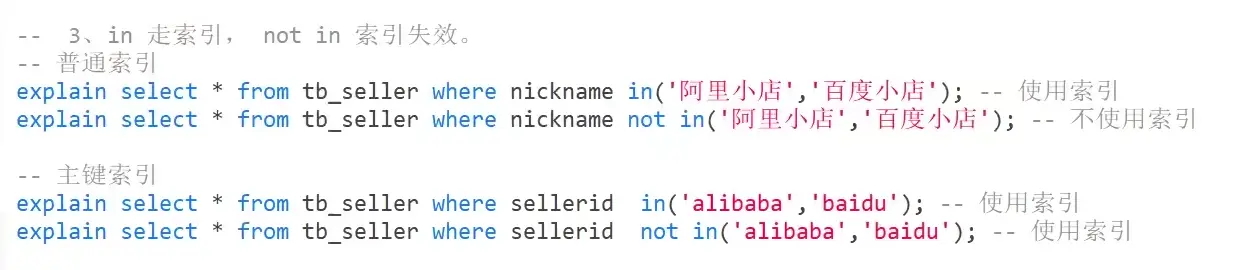 -- 3、in 走索引， not in 索引失效。
-- 普通索引
explain select * from tb_seller where nickname in('阿里小店','百度小店'); -- 使用索引
explain select * from tb_seller where nickname not in('阿里小店','百度小店'); -- 不使用索引
-- 主键索引
explain select * from tb_seller where sellerid  in('alibaba','baidu'); -- 使用索引
explain select * from tb_seller where sellerid  not in('alibaba','baidu'); -- 使用索引